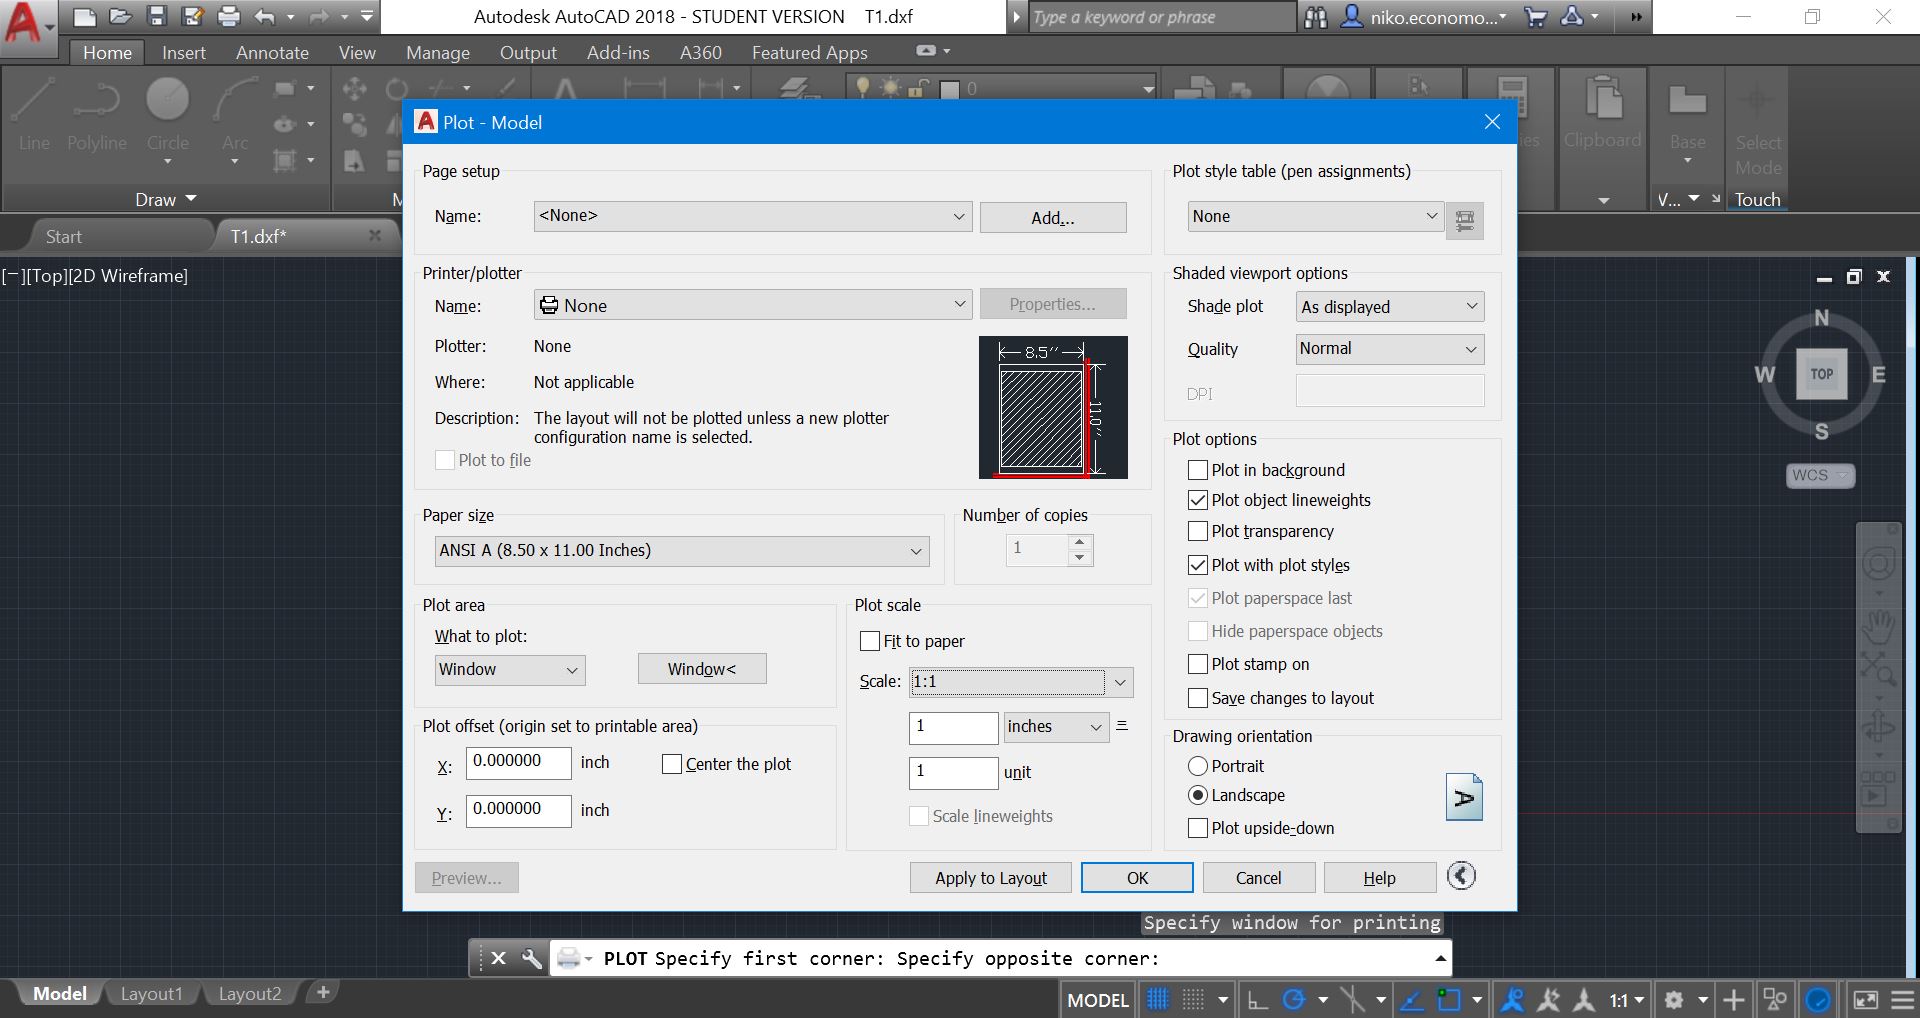 Autodesk AutoCAD 2018 - STUDENT VERSION T1.dxf
Type a keyword or phrase
niko.economo...
Home Insert Annotate View Manage Output Add-ins A360 Featured Apps
0
Line Polyline Circle Arc
Clipboard
Base
Select
Mode
Draw
V...
Touch
Start
T1.dxf*
[−][Top][2D Wireframe]
Plot - Model
Page setup
Name: <None> Add...
Printer/plotter
Name: None Properties...
Plotter: None
Where: Not applicable
Description: The layout will not be plotted unless a new plotter
configuration name is selected.
Plot to file
8.5''
11.0''
Paper size
ANSI A (8.50 x 11.00 Inches)
Number of copies
1
Plot area
What to plot:
Window Window<
Plot offset (origin set to printable area)
X: 0.000000 inch Center the plot
Y: 0.000000 inch
Plot scale
Fit to paper
Scale: 1:1
1 inches =
1 unit
Scale lineweights
Plot style table (pen assignments)
None
Shaded viewport options
Shade plot As displayed
Quality Normal
DPI
Plot options
Plot in background
Plot object lineweights
Plot transparency
Plot with plot styles
Plot paperspace last
Hide paperspace objects
Plot stamp on
Save changes to layout
Drawing orientation
Portrait
Landscape
Plot upside-down
A
Preview... Apply to Layout OK Cancel Help
N
W TOP E
S
WCS
Specify window for printing
PLOT Specify first corner: Specify opposite corner:
Model Layout1 Layout2 +
MODEL 1:1